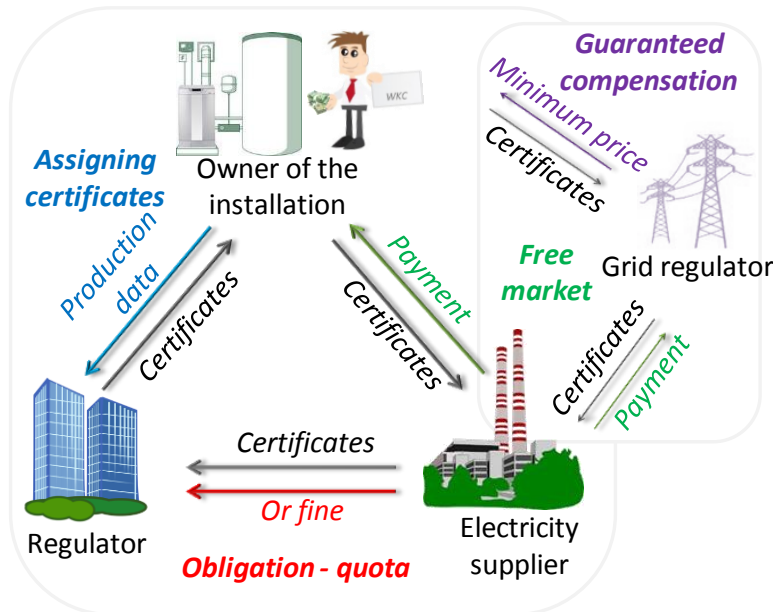 Guaranteed
compensation
WKC
Minimum price
Certificates
Assigning
certificates
Owner of the
installation
Grid regulator
Production
data
Certificates
Payment
Certificates
Free
market
Certificates
Payment
Certificates
Or fine
Regulator
Electricity
supplier
Obligation - quota